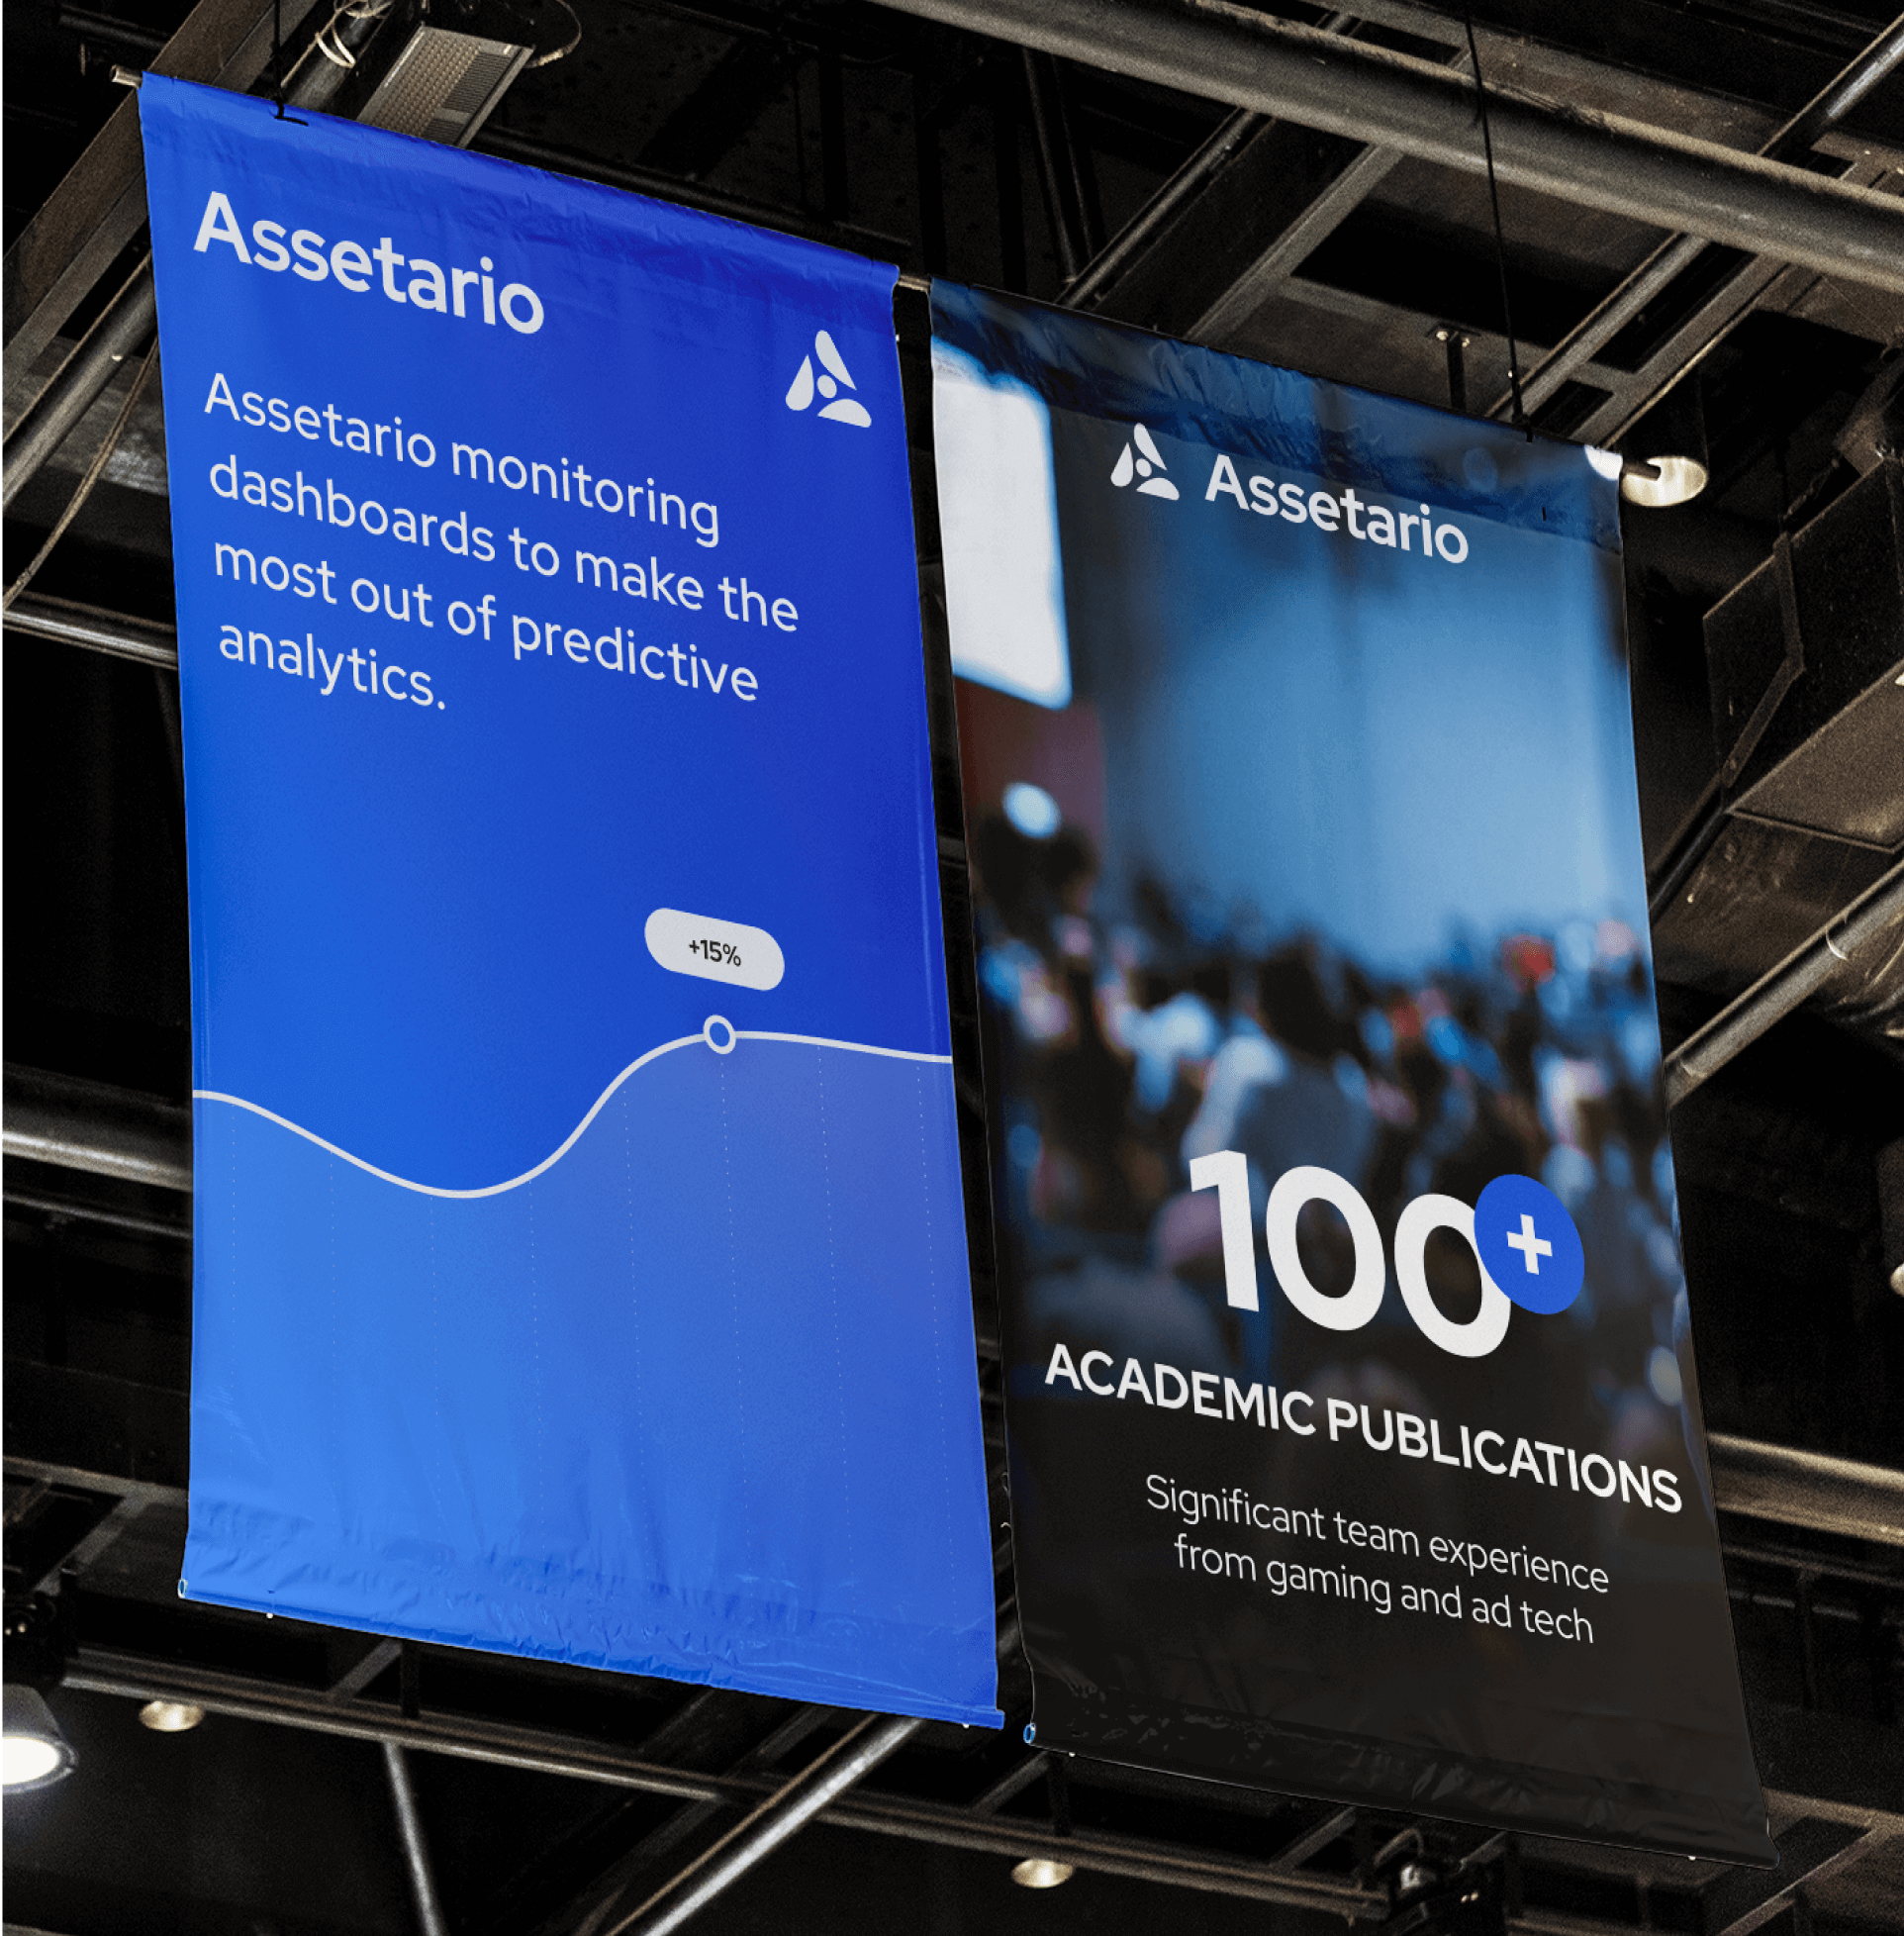 Assetario
Assetario monitoring
dashboards to make the
most out of predictive
analytics.
+15%
Assetario
100+
ACADEMIC PUBLICATIONS
Significant team experience
from gaming and ad tech